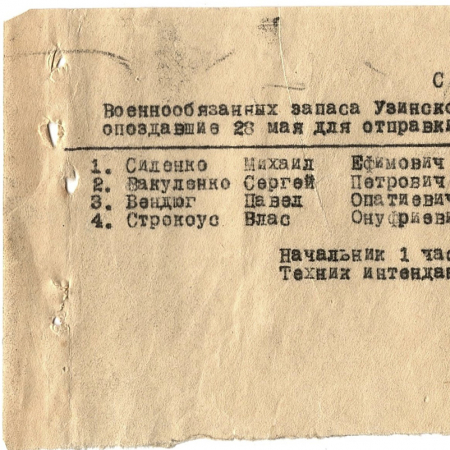 С
Военнообязанных запаса Узинско
опоздавшие 28 мая для отправки
1. Сиденко Михаил Ефимович
2. Вакуленко Сергей Петрович
3. Вендюг Павел Опатиевич
4. Строкоус Влас Онуфриеви
Начальник 1 час
Техник интендан